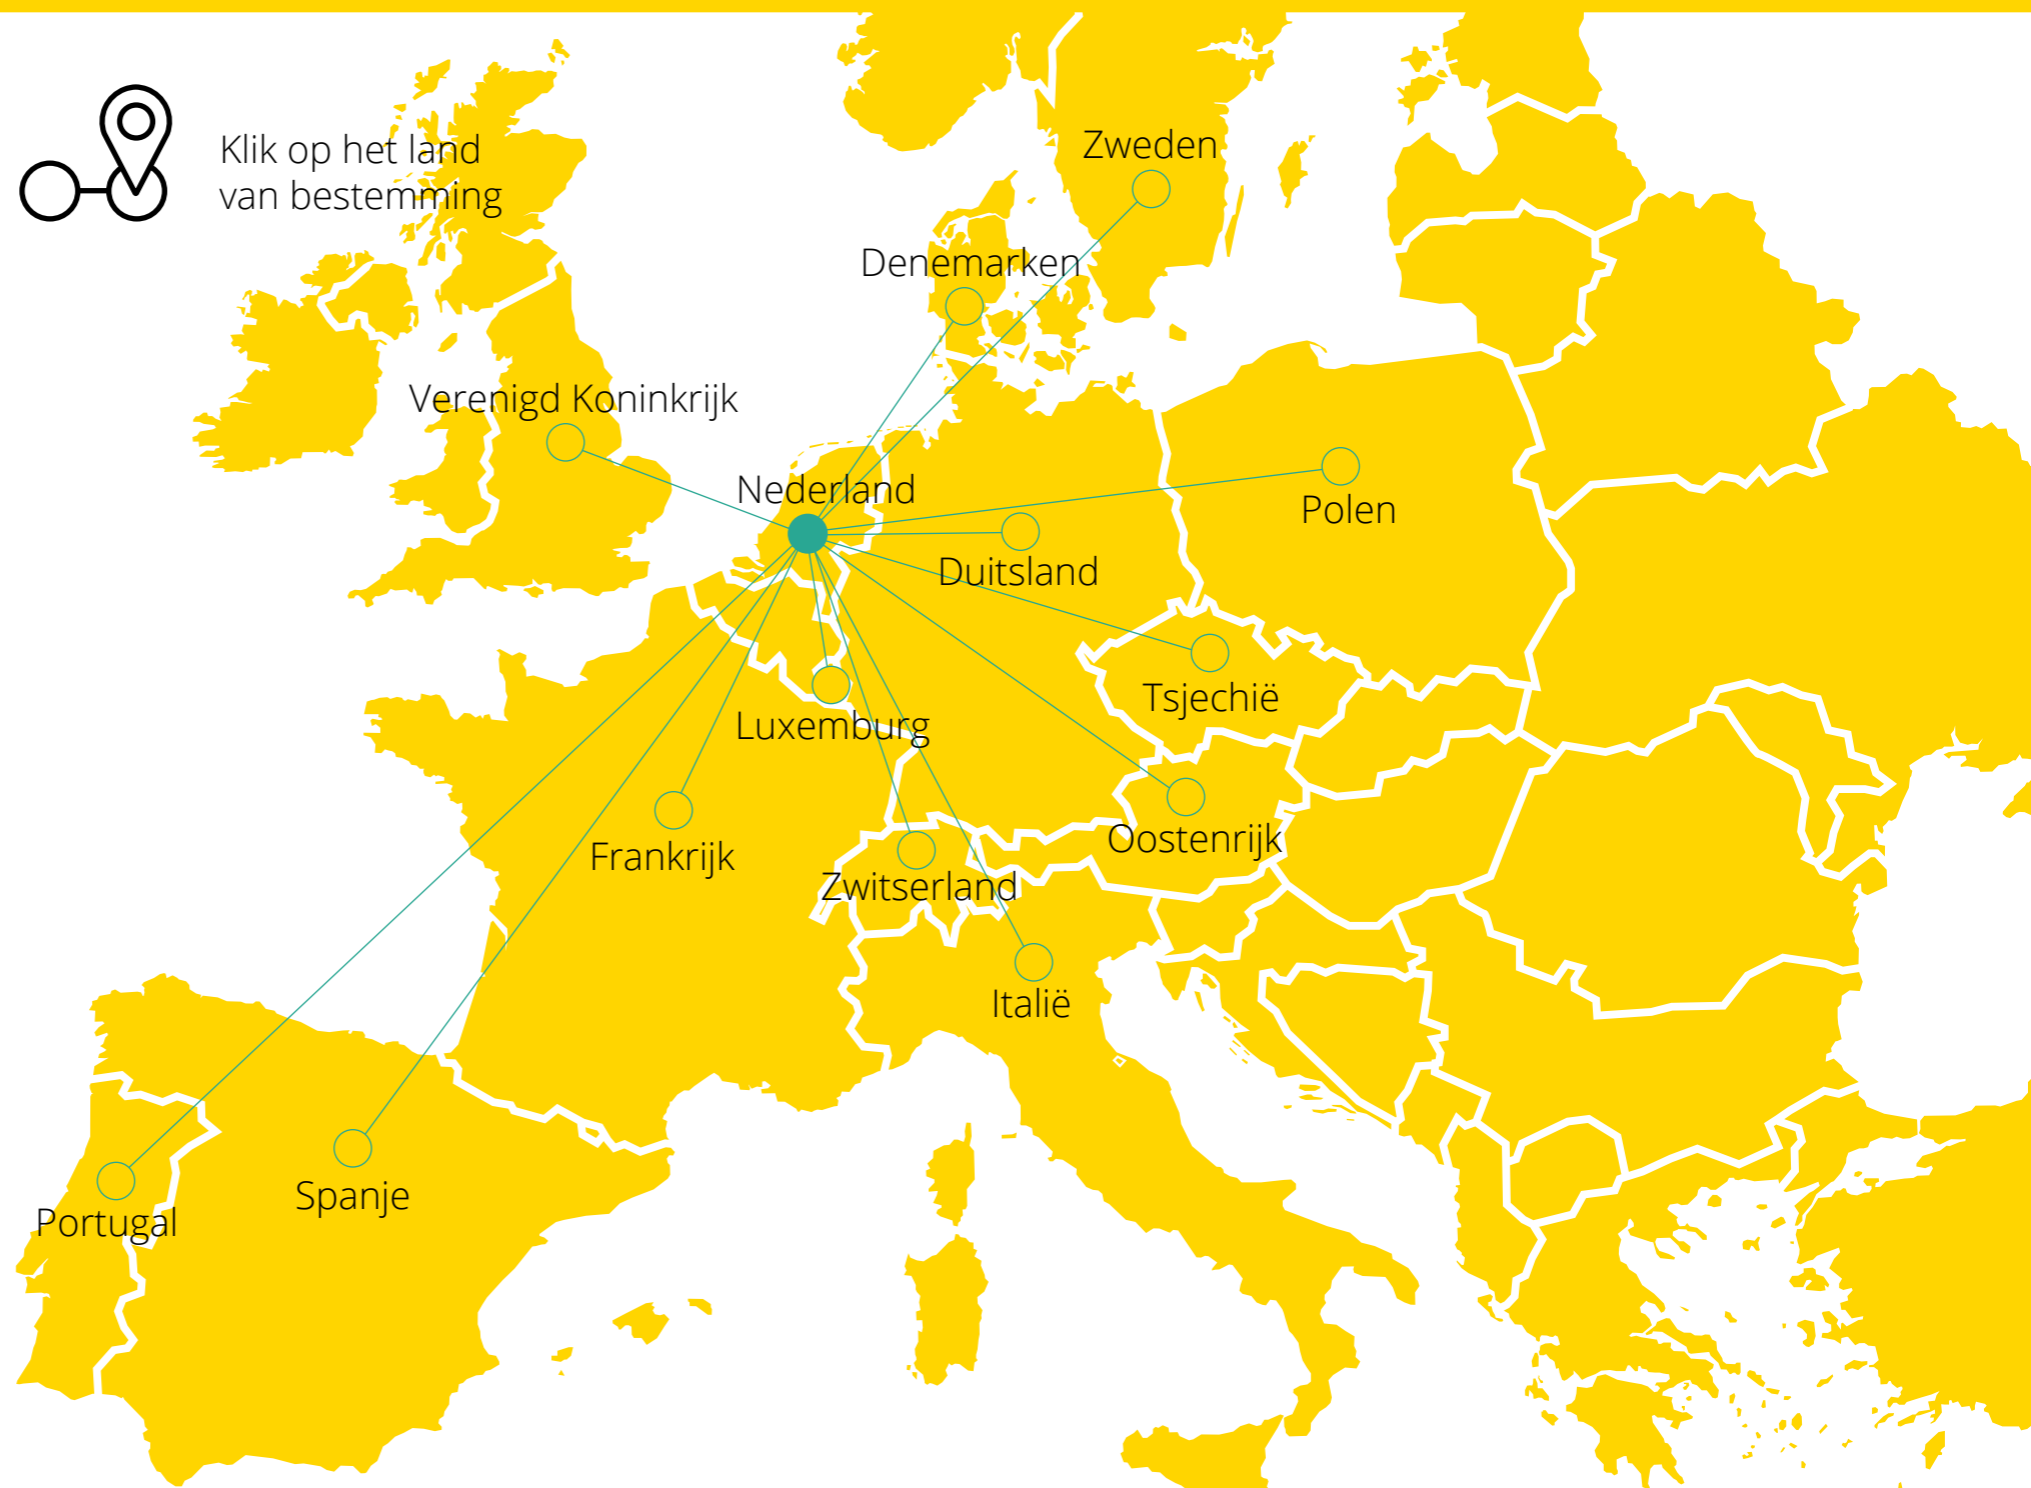 Klik op het land
van bestemming
Zweden
Denemarken
Verenigd Koninkrijk
Nederland
Polen
Duitsland
Tsjechië
Luxemburg
Oostenrijk
Frankrijk
Zwitserland
Italië
Spanje
Portugal